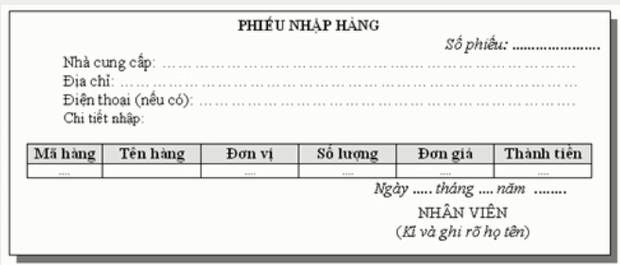 PHIẾU NHẬP HÀNG
Số phiếu: .......................
Nhà cung cấp: ………………………………………………………….
Địa chỉ: ……………………………………………………………….
Điện thoại (nếu có): …………………………………………………….
Chi tiết nhập:
Mã hàng Tên hàng Đơn vị Số lượng Đơn giá Thành tiền
.... .... .... .... .... ....
Ngày ..... tháng .... năm ........
NHÂN VIÊN
(Kí và ghi rõ họ tên)